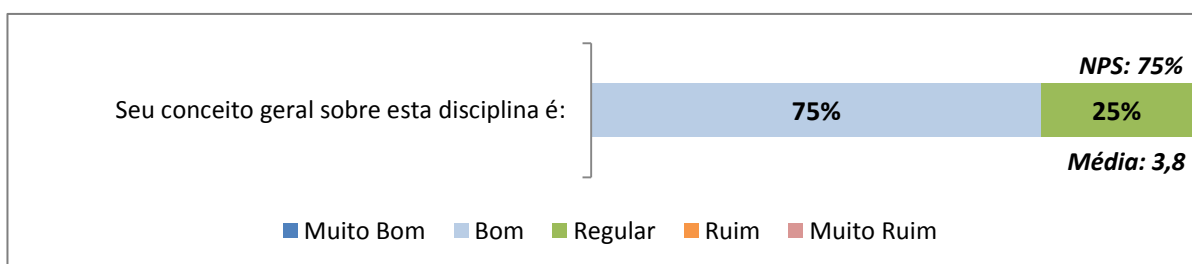 NPS: 75%
Seu conceito geral sobre esta disciplina é:
75%
25%
Média: 3,8
Muito Bom
Bom
Regular
Ruim
Muito Ruim